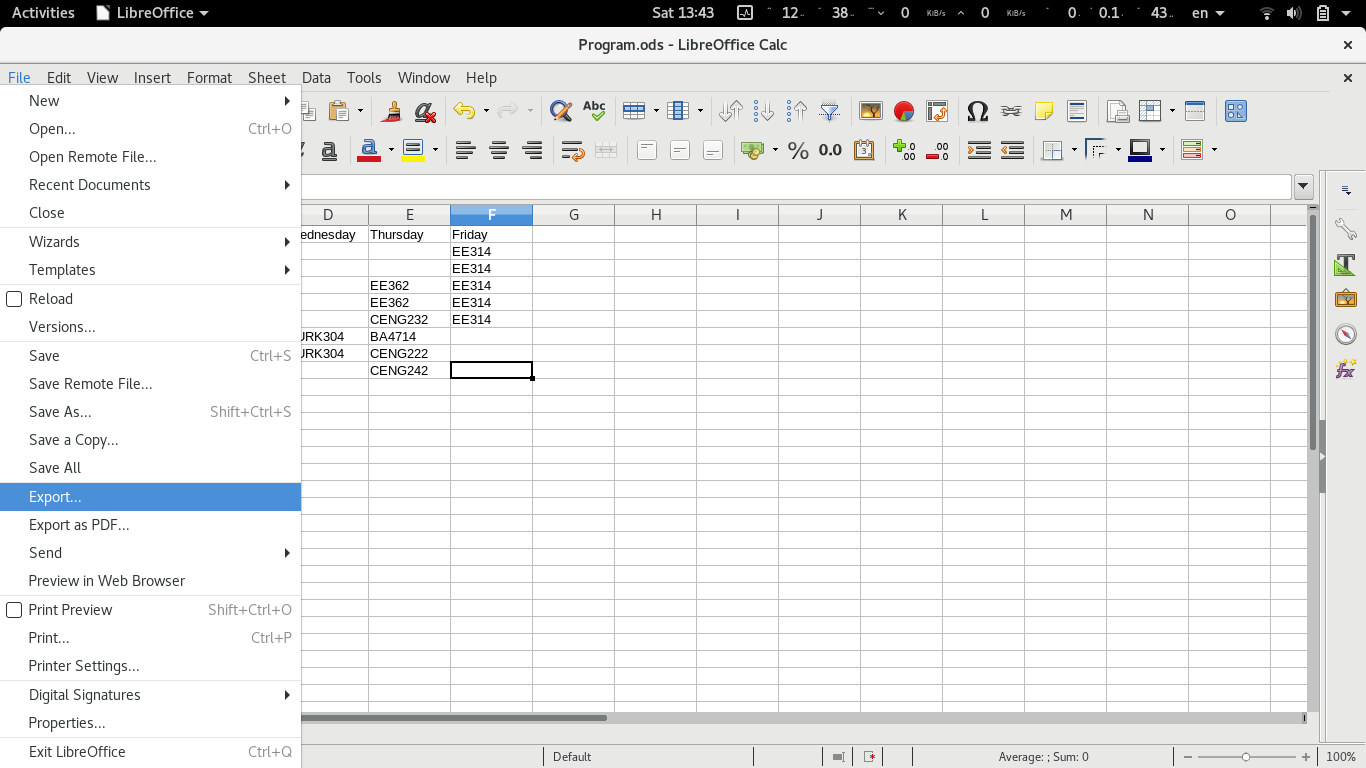 Activities LibreOffice Sat 13:43 12 38 0 KiB/s 0 KiB/s 0 0.1 43 en
Program.ods - LibreOffice Calc
File Edit View Insert Format Sheet Data Tools Window Help
New
Open... Ctrl+O
Open Remote File...
Recent Documents
Close
Wizards
Templates
Reload
Versions...
Save Ctrl+S
Save Remote File...
Save As... Shift+Ctrl+S
Save a Copy...
Save All
Export...
Export as PDF...
Send
Preview in Web Browser
Print Preview Shift+Ctrl+O
Print... Ctrl+P
Printer Settings...
Digital Signatures
Properties...
Exit LibreOffice Ctrl+Q
Abc
a
% 0.0 .00 .00
D E F G H I J K L M N O
ednesday Thursday Friday
EE314
EE314
EE362 EE314
EE362 EE314
CENG232 EE314
URK304 BA4714
URK304 CENG222
CENG242
Default Average: ; Sum: 0 100%